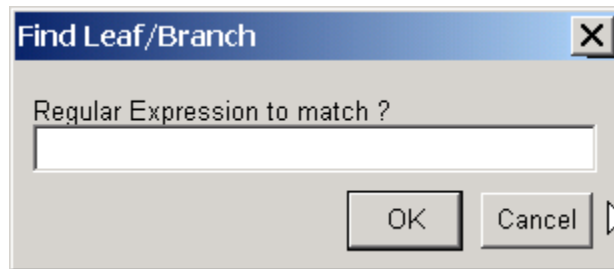 Find Leaf/Branch
Regular Expression to match ?
OK Cancel